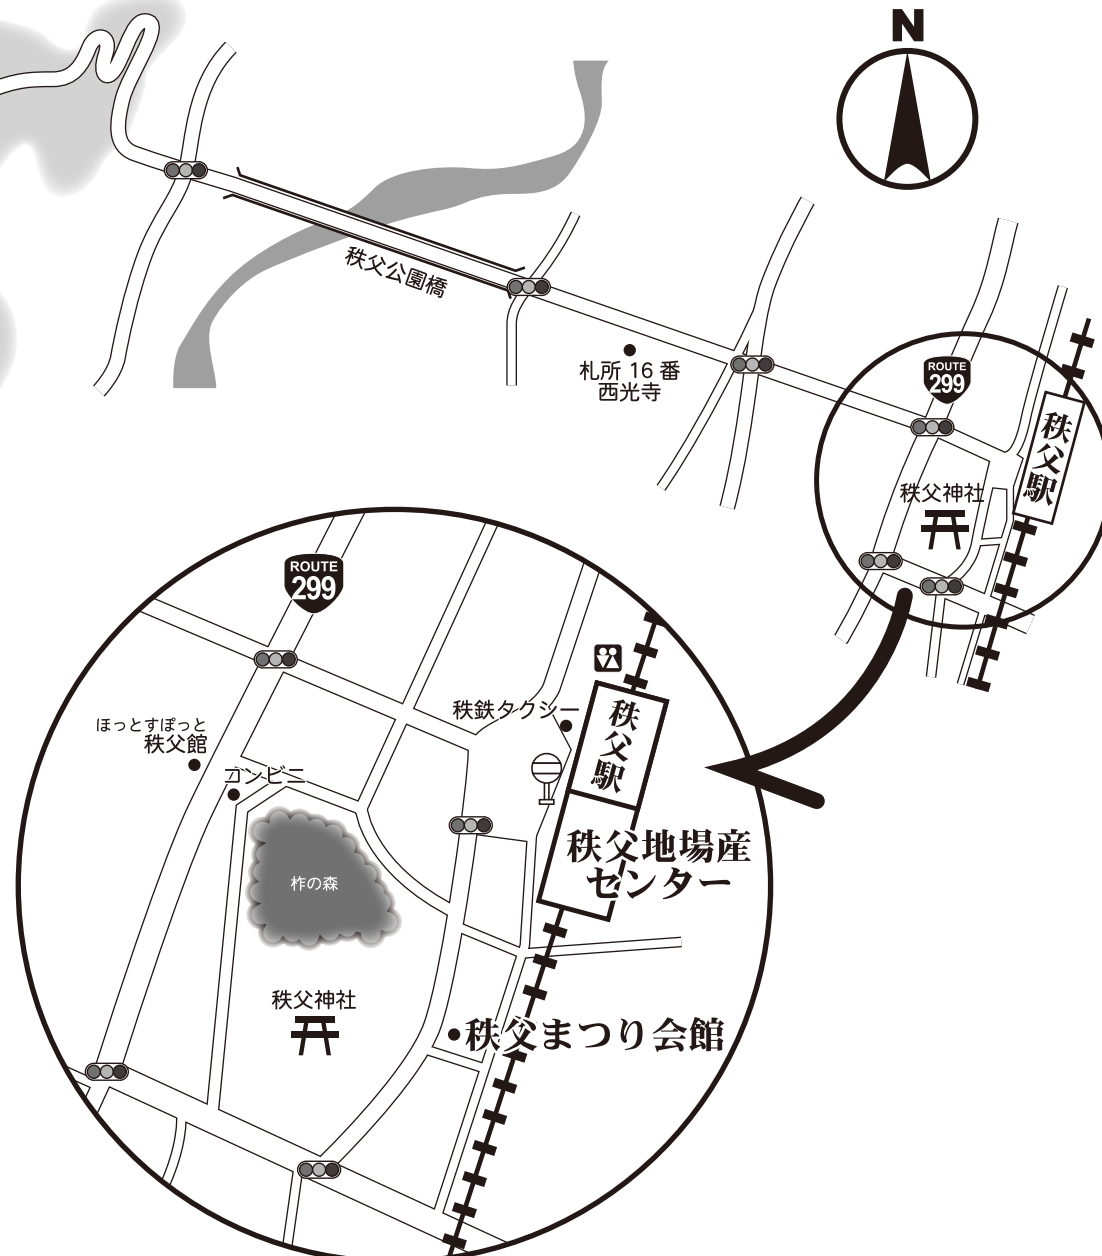 N
秩父公園橋
札所 16 番
西光寺
ROUTE
299
秩父駅
秩父神社
ROUTE
299
秩鉄タクシー
ほっとすぽっと
秩父館
コンビニ
秩父駅
秩父地場産
センター
柞の森
秩父神社
秩父まつり会館